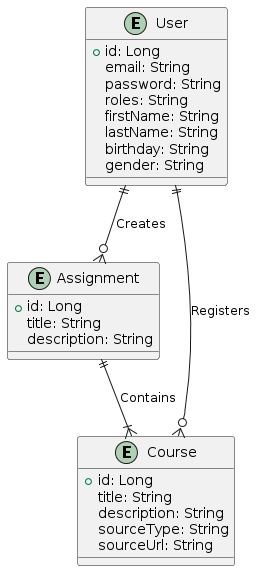 E User
id: Long
email: String
password: String
roles: String
firstName: String
lastName: String
birthday: String
gender: String
Creates
E Assignment
id: Long
title: String
description: String
Registers
Contains
E Course
id: Long
title: String
description: String
sourceType: String
sourceUrl: String